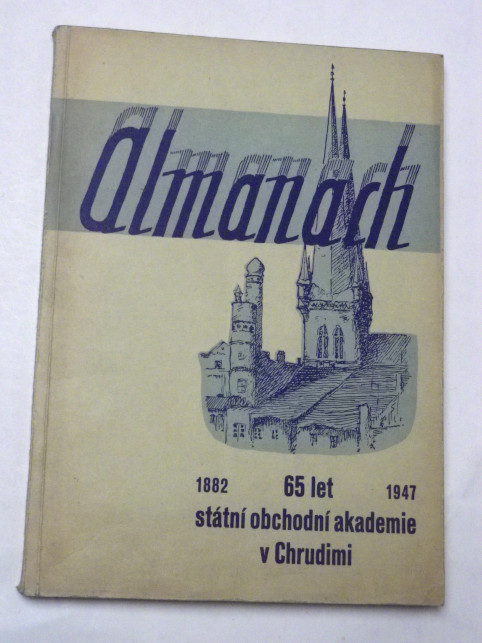 Almanach
1882 65 let 1947
státní obchodní akademie
v Chrudimi